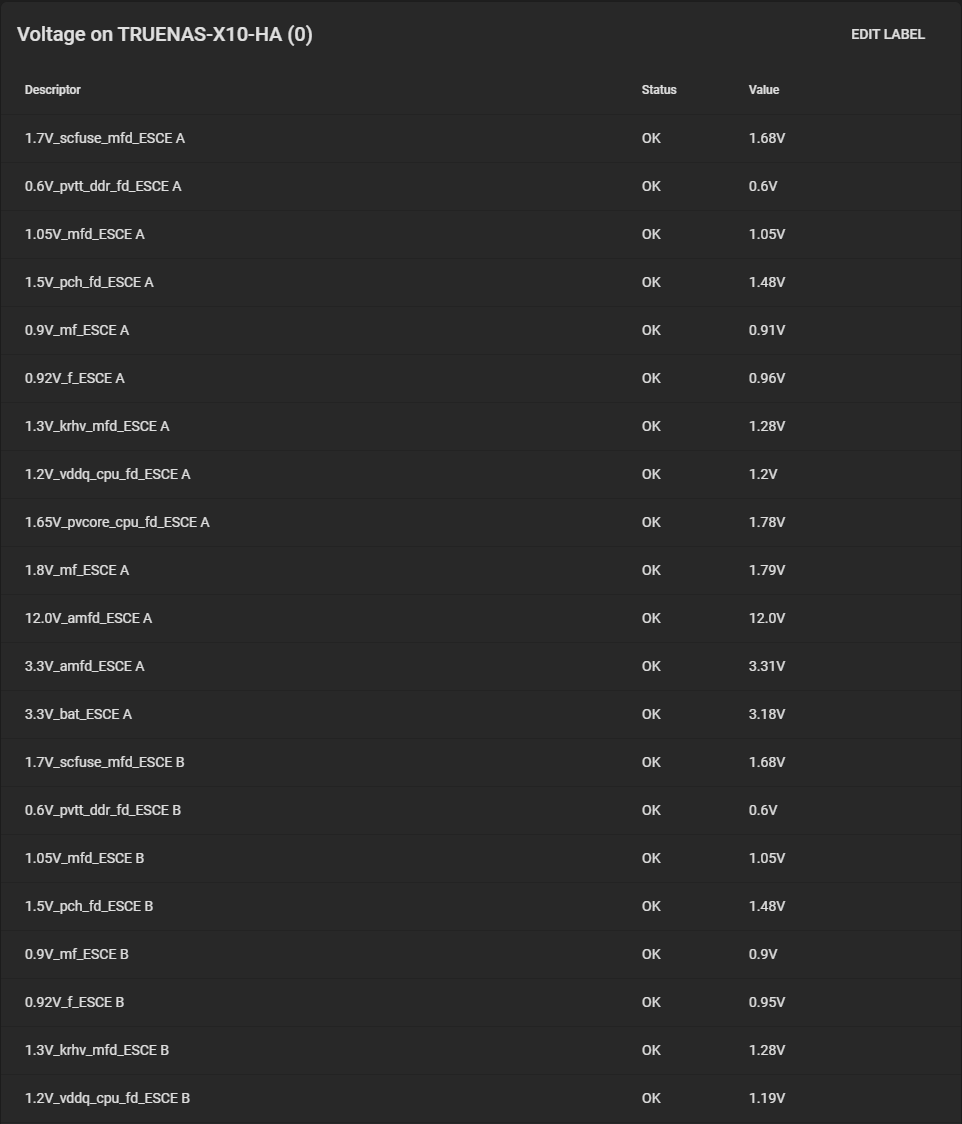 Voltage on TRUENAS-X10-HA (0) EDIT LABEL
Descriptor Status Value
1.7V_scfuse_mfd_ESCE A OK 1.68V
0.6V_pvtt_ddr_fd_ESCE A OK 0.6V
1.05V_mfd_ESCE A OK 1.05V
1.5V_pch_fd_ESCE A OK 1.48V
0.9V_mf_ESCE A OK 0.91V
0.92V_f_ESCE A OK 0.96V
1.3V_krhv_mfd_ESCE A OK 1.28V
1.2V_vddq_cpu_fd_ESCE A OK 1.2V
1.65V_pvcore_cpu_fd_ESCE A OK 1.78V
1.8V_mf_ESCE A OK 1.79V
12.0V_amfd_ESCE A OK 12.0V
3.3V_amfd_ESCE A OK 3.31V
3.3V_bat_ESCE A OK 3.18V
1.7V_scfuse_mfd_ESCE B OK 1.68V
0.6V_pvtt_ddr_fd_ESCE B OK 0.6V
1.05V_mfd_ESCE B OK 1.05V
1.5V_pch_fd_ESCE B OK 1.48V
0.9V_mf_ESCE B OK 0.9V
0.92V_f_ESCE B OK 0.95V
1.3V_krhv_mfd_ESCE B OK 1.28V
1.2V_vddq_cpu_fd_ESCE B OK 1.19V